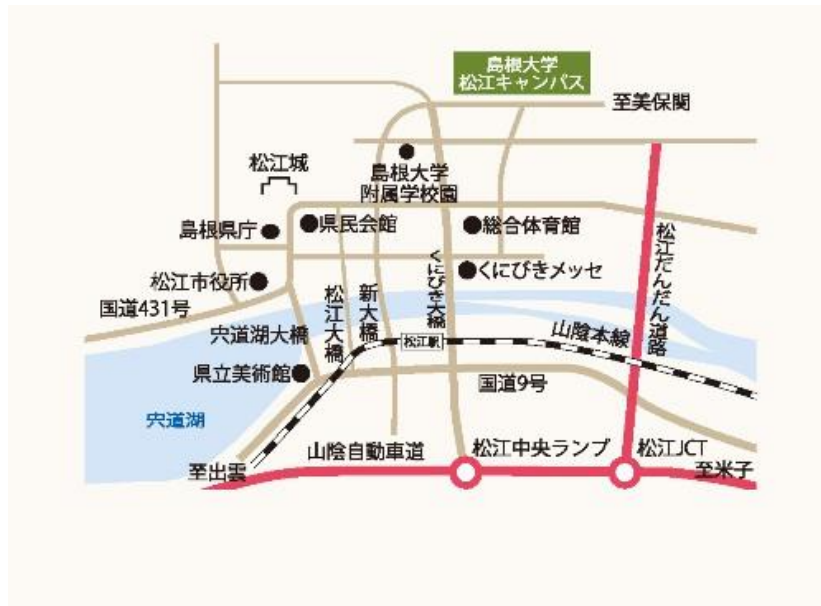 島根大学
松江キャンパス
至美保関
松江城
島根大学
附属学校園
島根県庁
県民会館
総合体育館
松江市役所
くにびきメッセ
国道431号
宍道湖大橋
松江大橋
新大橋
くにびき大橋
松江だんだん道路
松江駅
山陰本線
県立美術館
国道9号
宍道湖
山陰自動車道
松江中央ランプ
松江JCT
至出雲
至米子